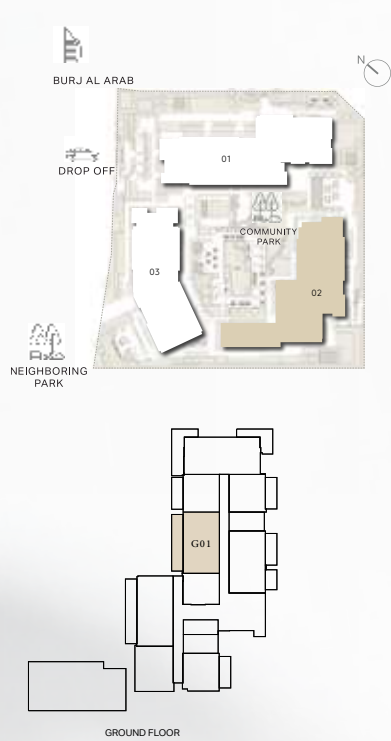 N
BURJ AL ARAB
DROP OFF
01
COMMUNITY
PARK
03
02
NEIGHBORING
PARK
G01
GROUND FLOOR